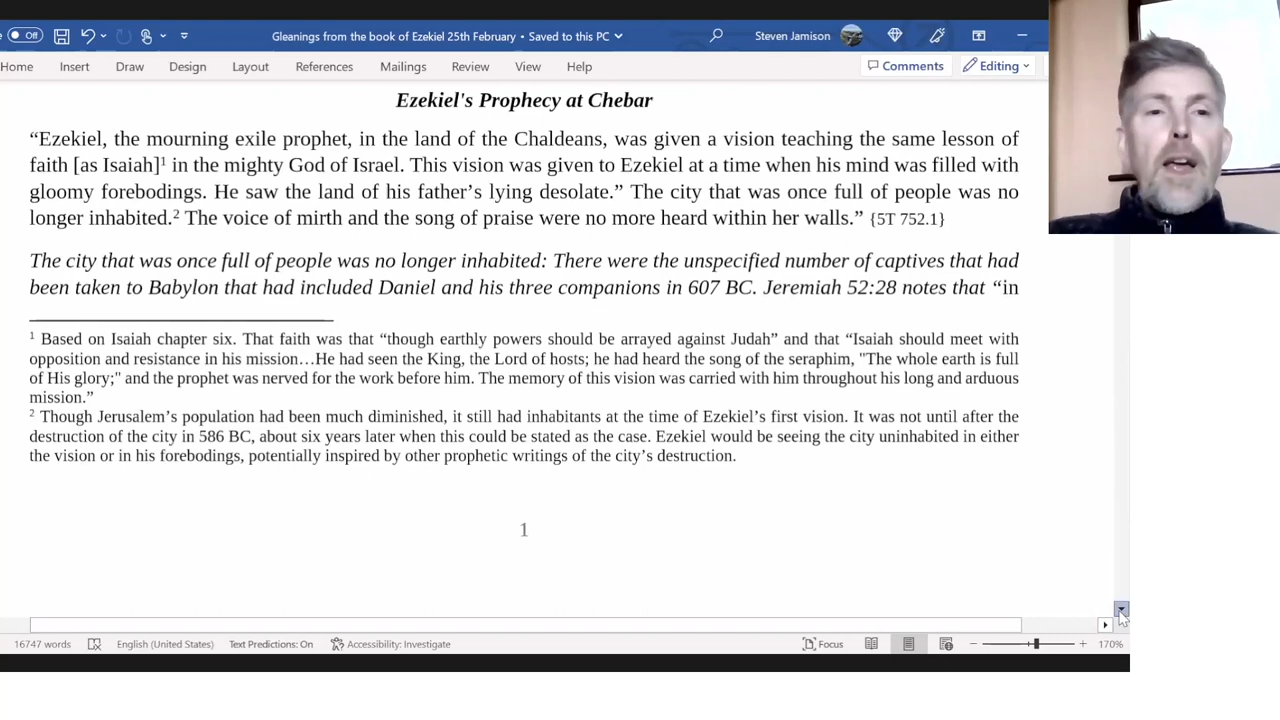 Off
Gleanings from the book of Ezekiel 25th February • Saved to this PC
Steven Jamison
Home Insert Draw Design Layout References Mailings Review View Help
Comments Editing
Ezekiel's Prophecy at Chebar
“Ezekiel, the mourning exile prophet, in the land of the Chaldeans, was given a vision teaching the same lesson of
faith [as Isaiah]1 in the mighty God of Israel. This vision was given to Ezekiel at a time when his mind was filled with
gloomy forebodings. He saw the land of his father’s lying desolate.” The city that was once full of people was no
longer inhabited.2 The voice of mirth and the song of praise were no more heard within her walls.” {5T 752.1}
The city that was once full of people was no longer inhabited: There were the unspecified number of captives that had
been taken to Babylon that had included Daniel and his three companions in 607 BC. Jeremiah 52:28 notes that “in
1 Based on Isaiah chapter six. That faith was that “though earthly powers should be arrayed against Judah” and that “Isaiah should meet with
opposition and resistance in his mission…He had seen the King, the Lord of hosts; he had heard the song of the seraphim, "The whole earth is full
of His glory;" and the prophet was nerved for the work before him. The memory of this vision was carried with him throughout his long and arduous
mission.”
2 Though Jerusalem’s population had been much diminished, it still had inhabitants at the time of Ezekiel’s first vision. It was not until after the
destruction of the city in 586 BC, about six years later when this could be stated as the case. Ezekiel would be seeing the city uninhabited in either
the vision or in his forebodings, potentially inspired by other prophetic writings of the city’s destruction.
1
16747 words English (United States) Text Predictions: On Accessibility: Investigate Focus 170%